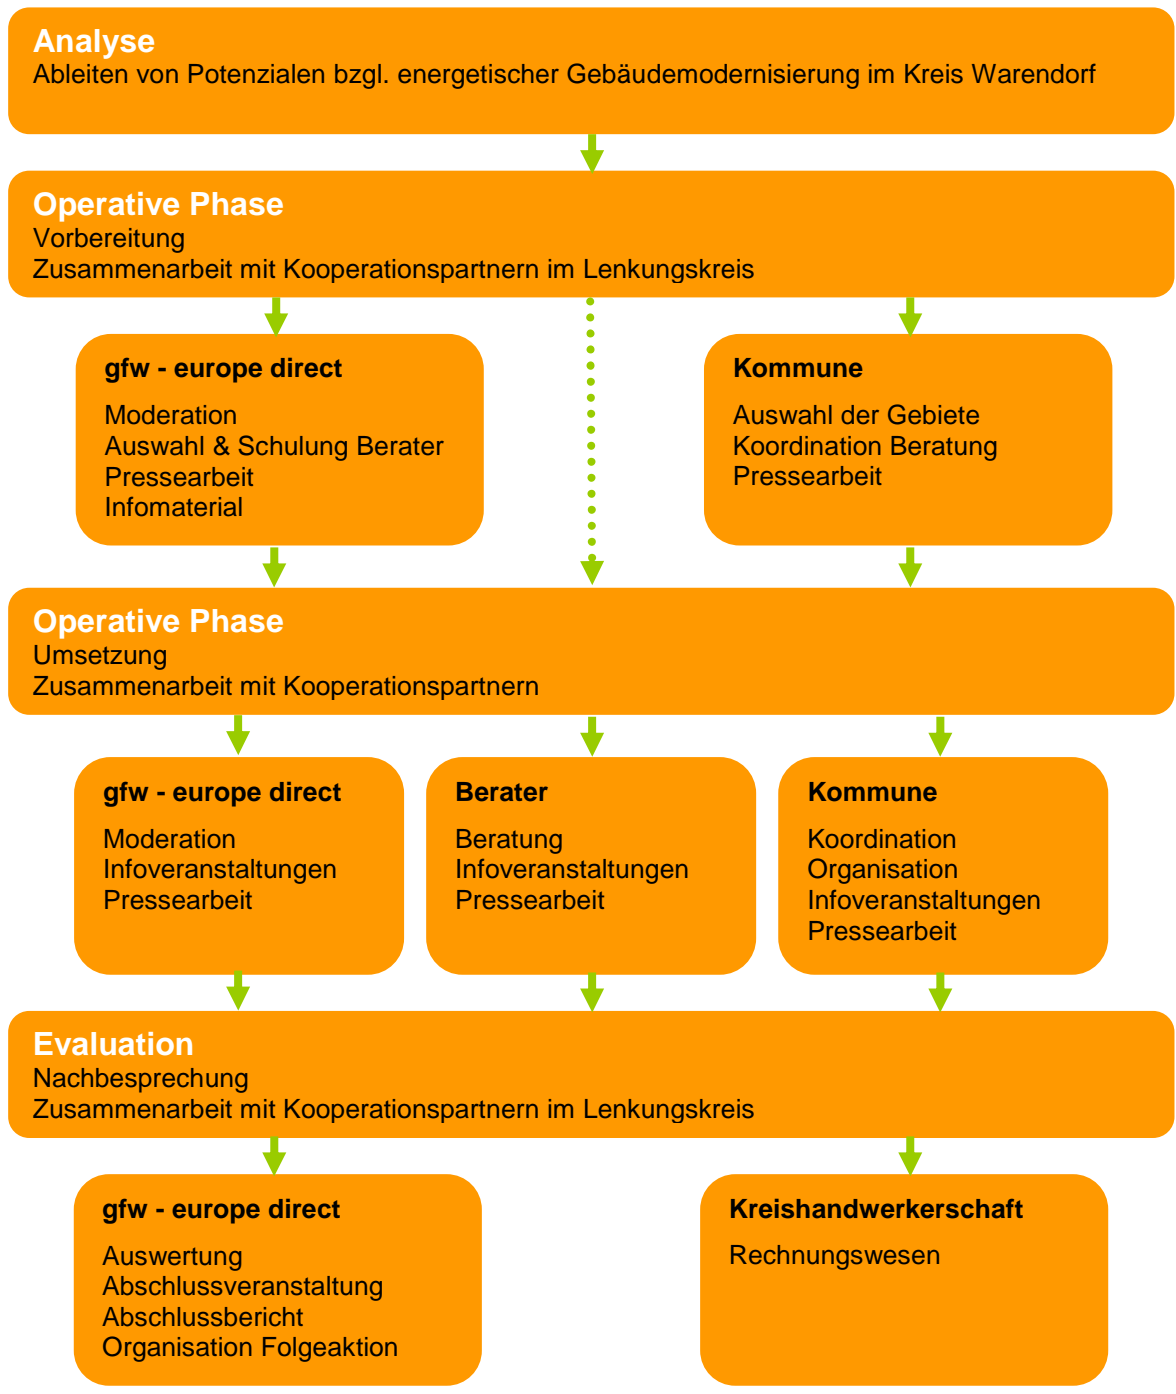 Analyse
Ableiten von Potenzialen bzgl. energetischer Gebäudemodernisierung im Kreis Warendorf
Operative Phase
Vorbereitung
Zusammenarbeit mit Kooperationspartnern im Lenkungskreis
gfw - europe direct
Moderation
Auswahl & Schulung Berater
Pressearbeit
Infomaterial
Kommune
Auswahl der Gebiete
Koordination Beratung
Pressearbeit
Operative Phase
Umsetzung
Zusammenarbeit mit Kooperationspartnern
gfw - europe direct
Moderation
Infoveranstaltungen
Pressearbeit
Berater
Beratung
Infoveranstaltungen
Pressearbeit
Kommune
Koordination
Organisation
Infoveranstaltungen
Pressearbeit
Evaluation
Nachbesprechung
Zusammenarbeit mit Kooperationspartnern im Lenkungskreis
gfw - europe direct
Auswertung
Abschlussveranstaltung
Abschlussbericht
Organisation Folgeaktion
Kreishandwerkerschaft
Rechnungswesen